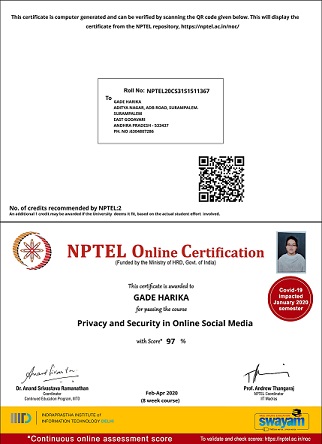 This certificate is computer generated and can be verified by scanning the QR code given below. This will display the
certificate from the NPTEL repository, https://nptel.ac.in/noc/
Roll No: NPTEL20CS31S1511367
To
GADE HARIKA
ADITYA NAGAR, ADB ROAD, SURAMPALEM
SURAMPALEM
EAST GODAVARI
ANDHRA PRADESH - 533437
PH. NO :6304087286
No. of credits recommended by NPTEL:2
An additional 1 credit may be awarded if the University deems it fit, based on the actual student effort involved.
NPTEL Online Certification
(Funded by the Ministry of HRD, Govt. of India)
Covid-19
impacted
January 2020
semester
This certificate is awarded to
GADE HARIKA
for passing the course
Privacy and Security in Online Social Media
with Score* 97 %
Dr. Anand Srivastava Ramanathan
Coordinator
Continued Education Program, IIITD
Feb-Apr 2020
(8 week course)
Prof. Andrew Thangaraj
NPTEL Coordinator
IIT Madras
INDRAPRASTHA INSTITUTE of
INFORMATION TECHNOLOGY DELHI
swayam
*Continuous online assessment score
To validate and check scores: https://nptel.ac.in/noc